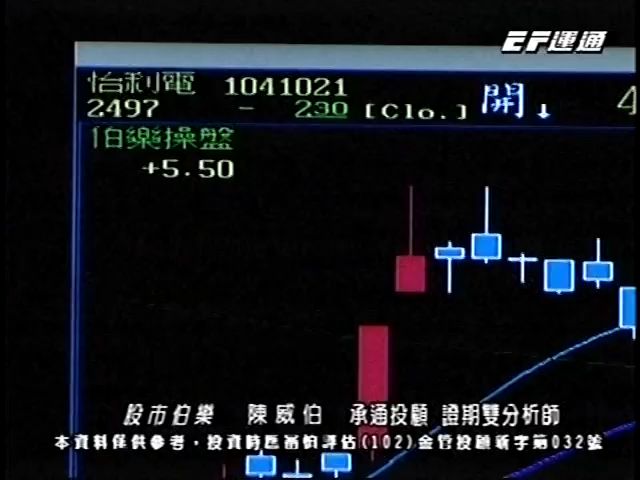 EF運通
怡利電 1041021
2497 - 230 [Clo.] 開↓ 4
伯樂操盤
+5.50
股市伯樂 陳威伯 承通投顧 證期雙分析師
本資料僅供參考，投資時應審慎評估(102)金管投顧新字第032號